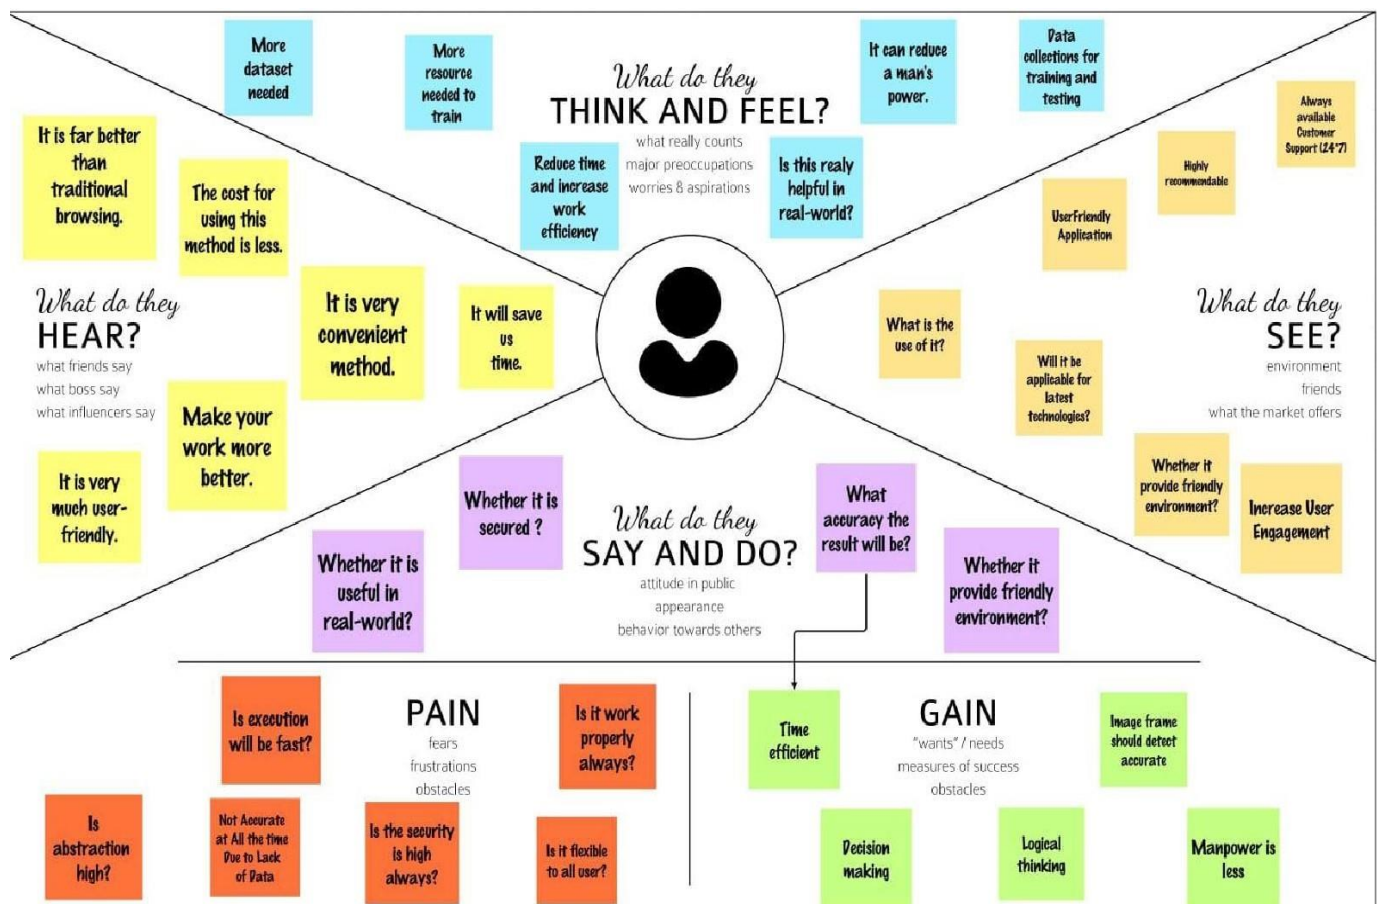 More
dataset
needed
More
resource
needed to
train
What do they
THINK AND FEEL?
what really counts
major preoccupations
worries & aspirations
It can reduce
a man's
power.
Data
collections for
training and
testing
Reduce time
and increase
work
efficiency
Is this realy
helpful in
real-world?
It is far better
than
traditional
browsing.
The cost for
using this
method is less.
It is very
convenient
method.
It will save
us
time.
What do they
HEAR?
what friends say
what boss say
what influencers say
Make your
work more
better.
It is very
much user-
friendly.
Always
available
Customer
Support (24*7)
Highly
recommendable
UserFriendly
Application
What is the
use of it?
Will it be
applicable for
latest
technologies?
What do they
SEE?
environment
friends
what the market offers
Whether it
provide friendly
environment?
Increase User
Engagement
Whether it is
secured ?
Whether it is
useful in
real-world?
What do they
SAY AND DO?
attitude in public
appearance
behavior towards others
What
accuracy the
result will be?
Whether it
provide friendly
environment?
Is execution
will be fast?
PAIN
fears
frustrations
obstacles
Is it work
properly
always?
Is
abstraction
high?
Not Accurate
at All the time
Due to Lack
of Data
Is the security
is high
always?
Is it flexible
to all user?
Time
efficient
GAIN
"wants" / needs
measures of success
obstacles
Image frame
should detect
accurate
Decision
making
Logical
thinking
Manpower is
less